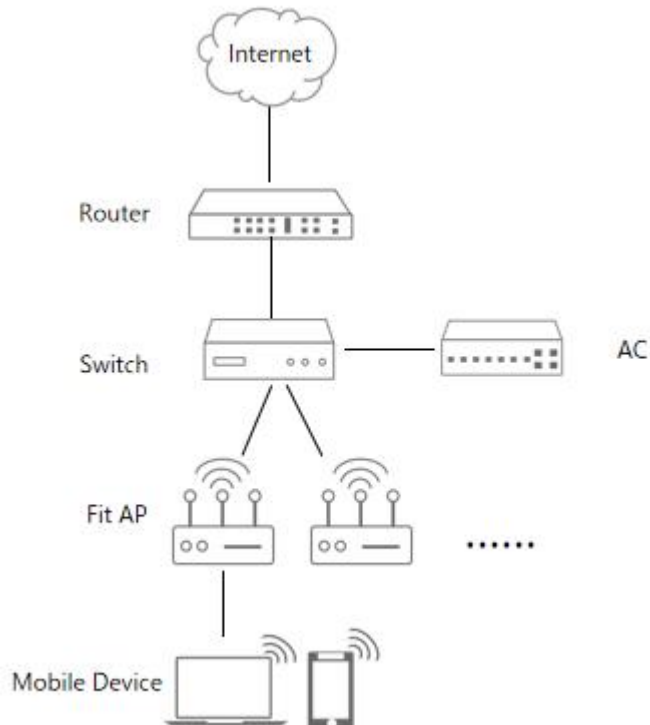 Internet
Router
Switch
AC
Fit AP
......
Mobile Device